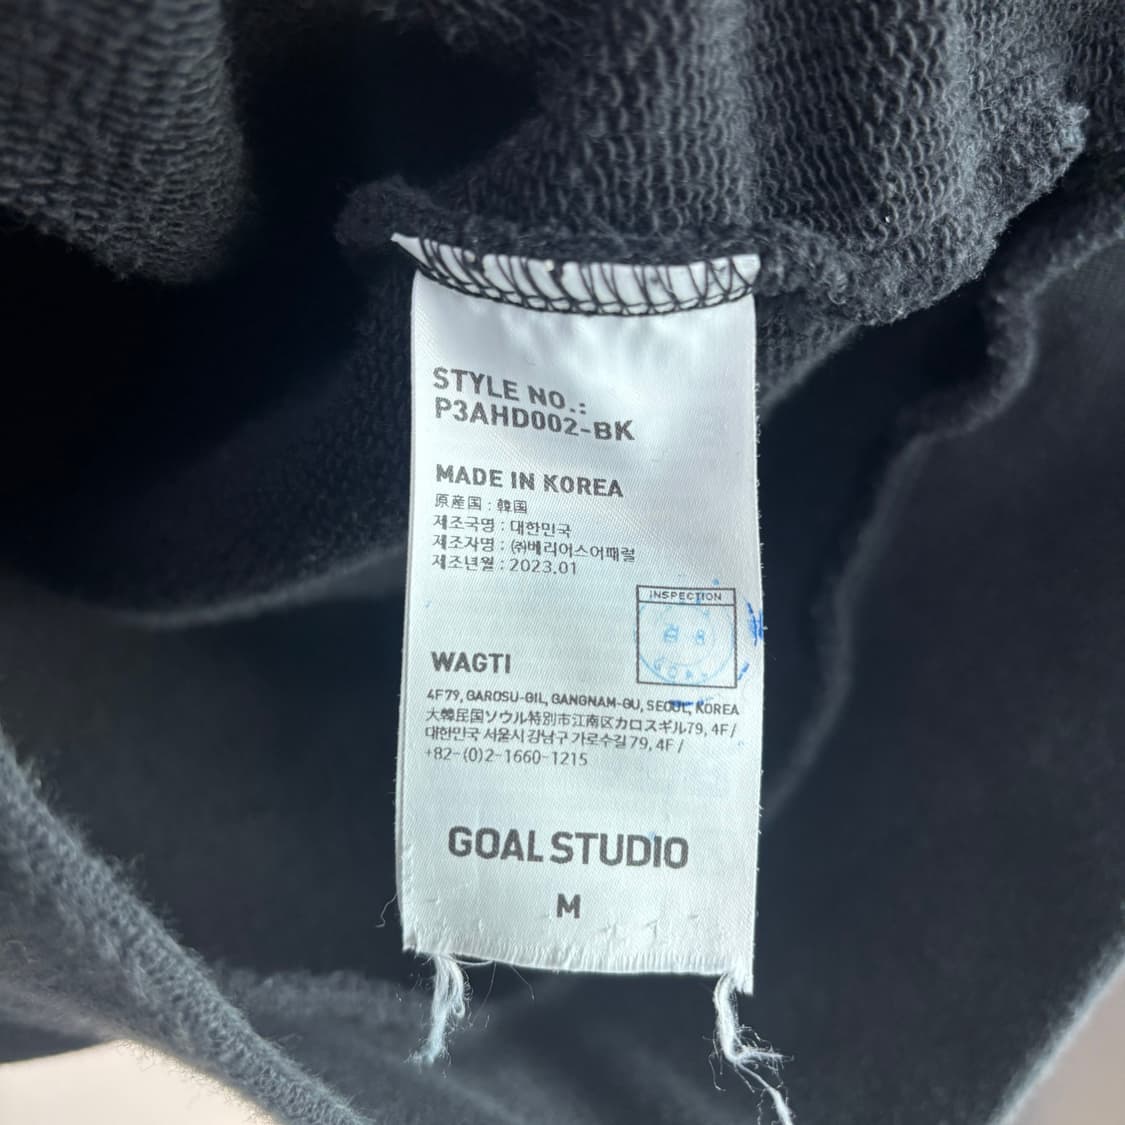 STYLE NO.:
P3AHD002-BK
MADE IN KOREA
原産国 : 韓国
제조국명 : 대한민국
제조자명 : ㈜베리어스어패럴
제조년월 : 2023.01
INSPECTION
WAGTI
4F79, GAROSU-GIL, GANGNAM-GU, SEOUL, KOREA
大韓民国ソウル特別市江南区カロスギル79, 4F /
대한민국 서울시 강남구 가로수길 79, 4F /
+82-(0)2-1660-1215
GOALSTUDIO
M